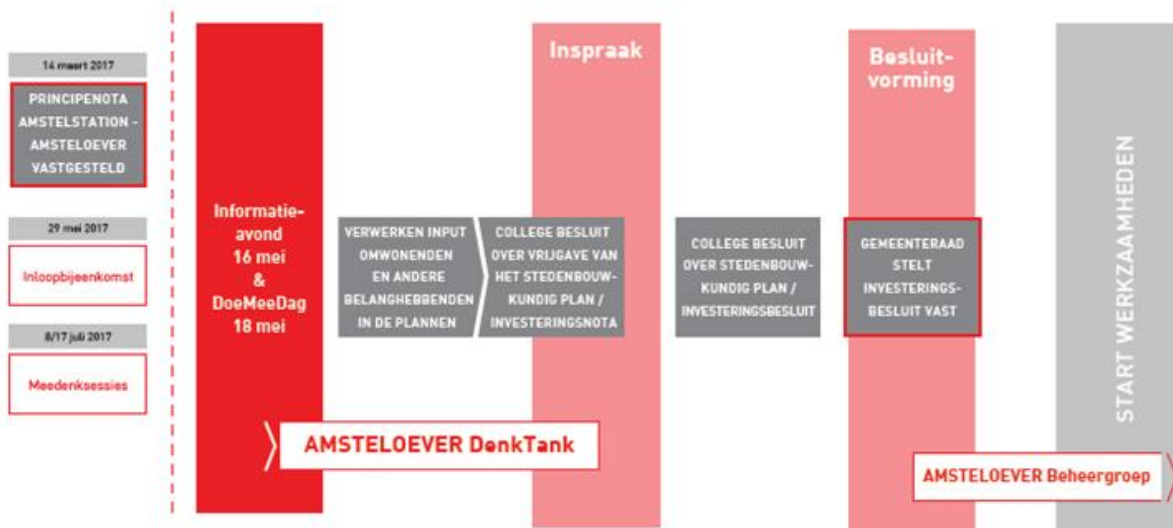 14 maart 2017
PRINCIPENOTA
AMSTELSTATION -
AMSTELOEVER
VASTGESTELD
29 mei 2017
Inloopbijeenkomst
8/17 juli 2017
Meedenksessies
Informatie-
avond
16 mei
&
DoeMeeDag
18 mei
VERWERKEN INPUT
OMWONENDEN
EN ANDERE
BELANGHEBBENDEN
IN DE PLANNEN
Inspraak
COLLEGE BESLUIT
OVER VRIJGAVE VAN
HET STEDENBOUW-
KUNDIG PLAN /
INVESTERINGSNOTA
COLLEGE BESLUIT
OVER STEDENBOUW-
KUNDIG PLAN /
INVESTERINGSBESLUIT
Besluit-
vorming
GEMEENTERAAD
STELT
INVESTERINGS-
BESLUIT VAST
START WERKZAAMHEDEN
AMSTELOEVER DenkTank
AMSTELOEVER Beheergroep